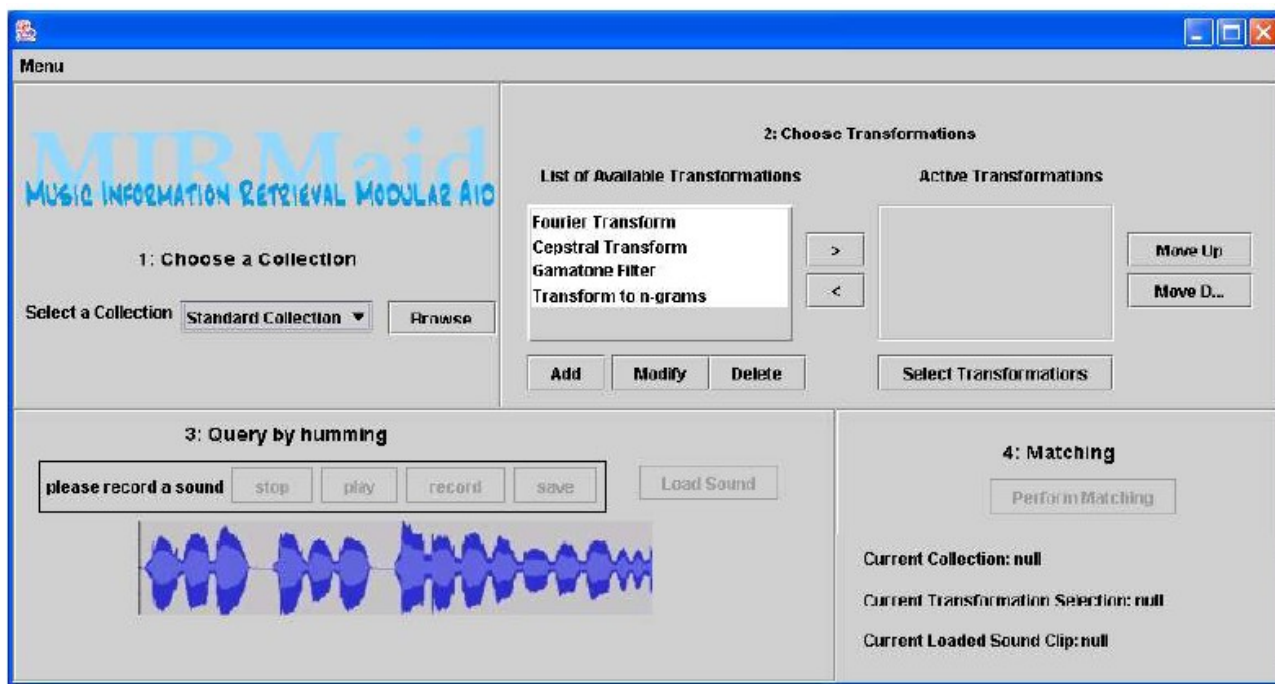 Menu
MIRMaid
MUSIC INFORMATION RETRIEVAL MODULAR AID
1: Choose a Collection
Select a Collection
Standard Collection
Browse
2: Choose Transformations
List of Available Transformations
Active Transformations
Fourier Transform
Cepstral Transform
Gamatone Filter
Transform to n-grams
>
<
Move Up
Move D...
Add
Modify
Delete
Select Transformations
3: Query by humming
please record a sound
stop
play
record
save
Load Sound
4: Matching
Perform Matching
Current Collection: null
Current Transformation Selection: null
Current Loaded Sound Clip: null